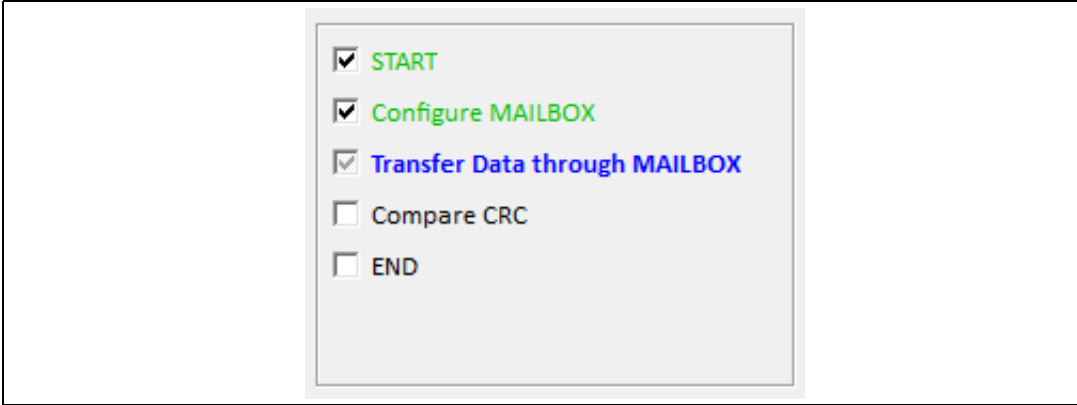 START
Configure MAILBOX
Transfer Data through MAILBOX
Compare CRC
END